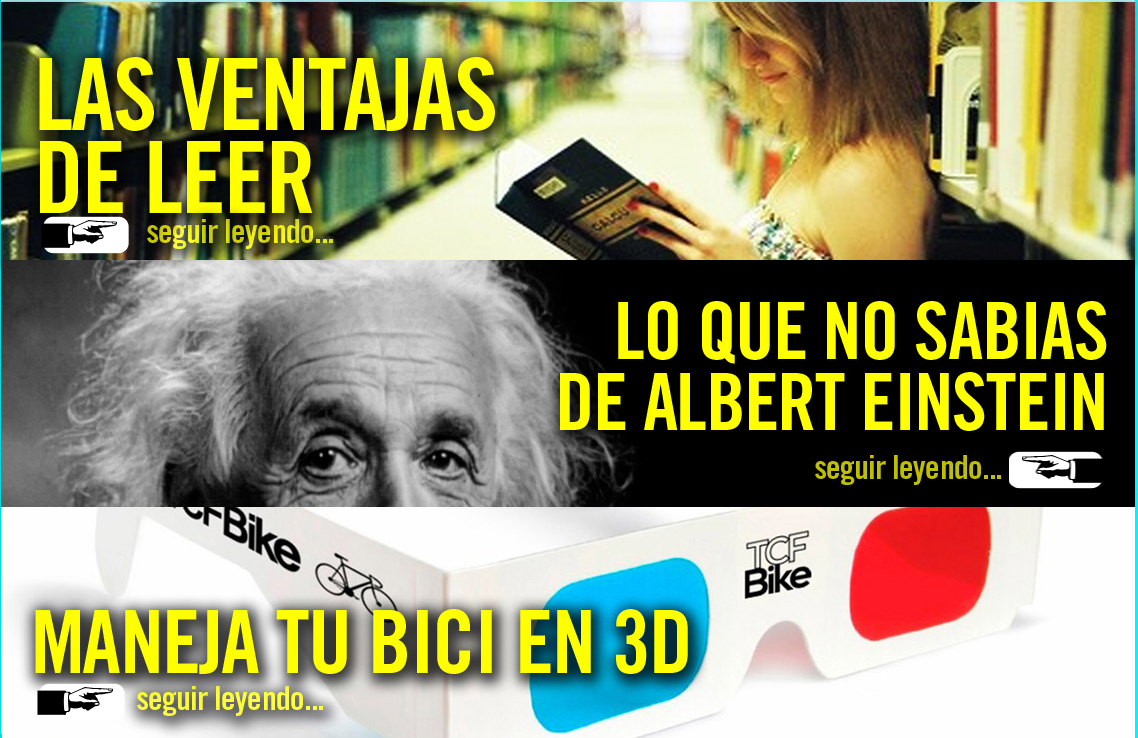 LAS VENTAJAS
DE LEER
seguir leyendo...
CALCU
LO QUE NO SABIAS
DE ALBERT EINSTEIN
seguir leyendo...
TCFBike
TCF
Bike
MANEJA TU BICI EN 3D
seguir leyendo...